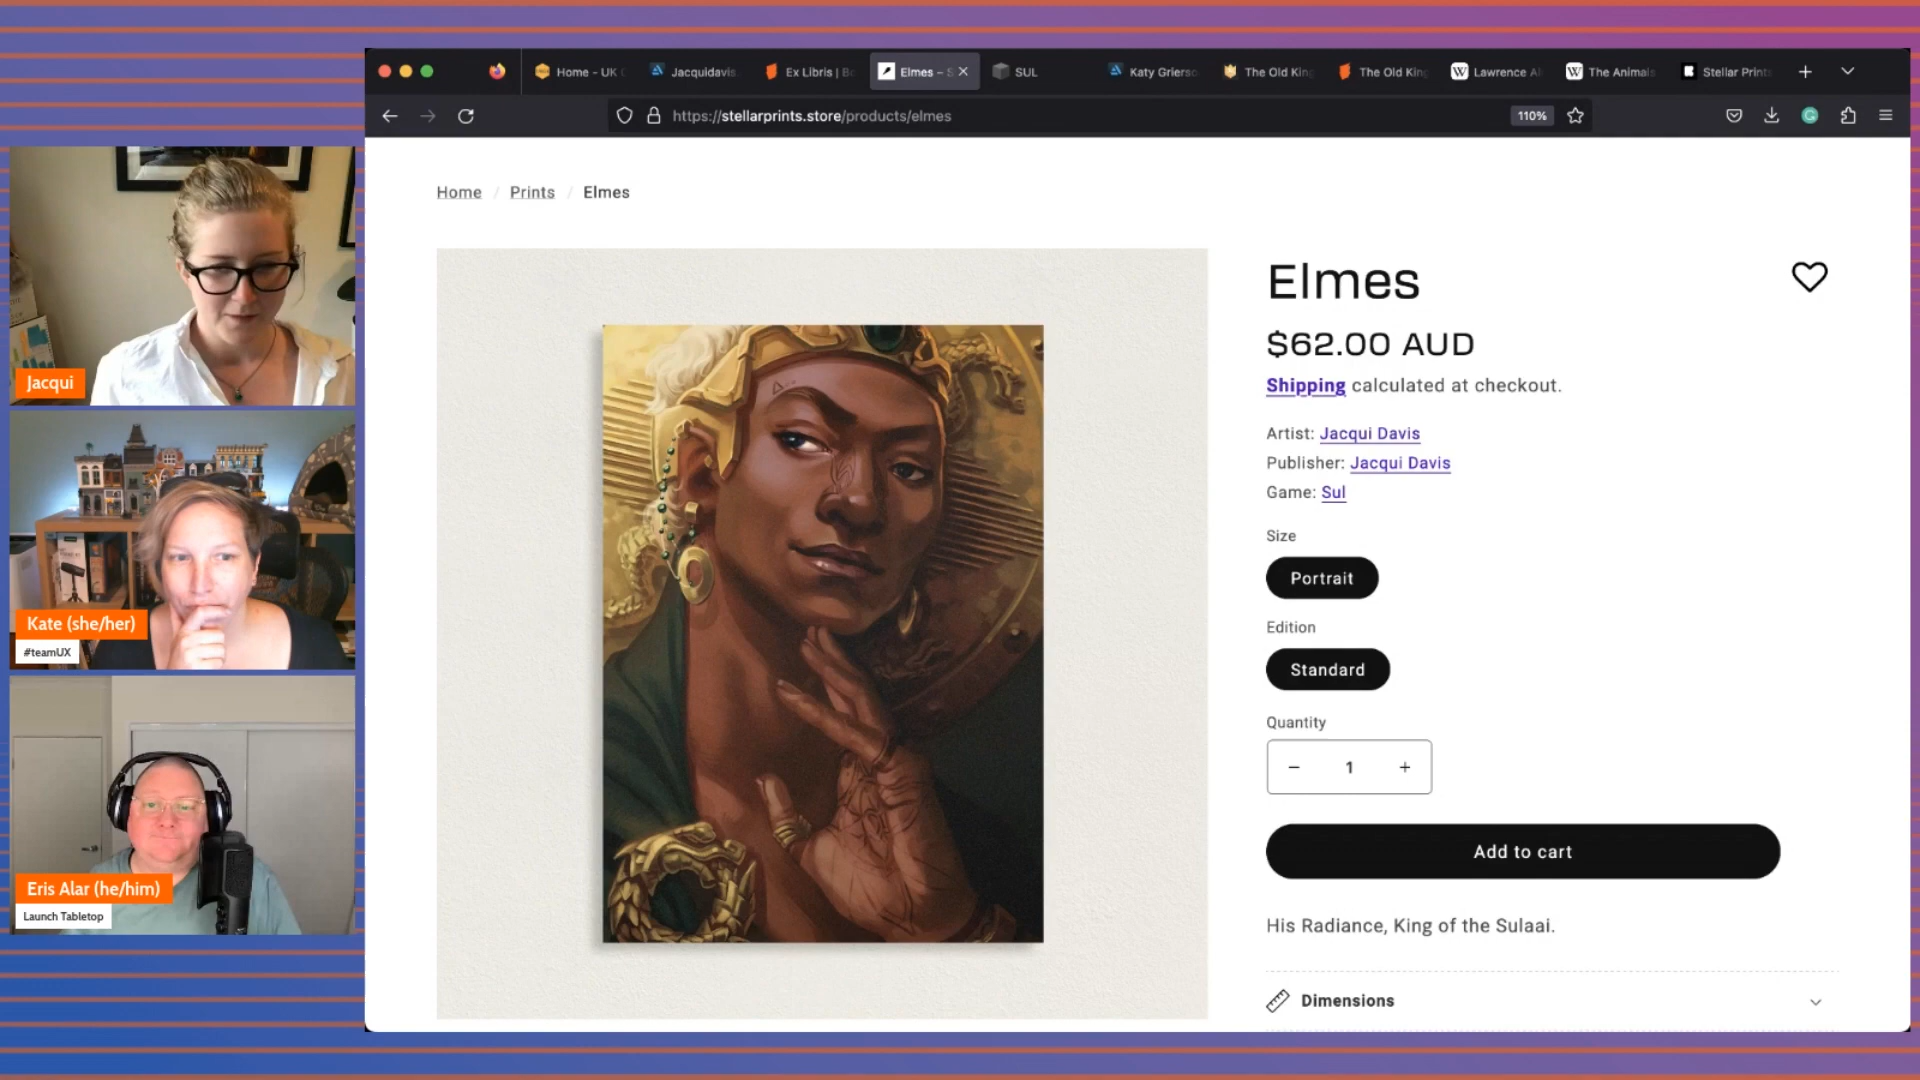 Home – UK
Jacquidavis
Ex Libris | B
Elmes – S
SUL
Katy Grierso
The Old King
The Old King
Lawrence Al
The Animals
Stellar Prints
https://stellarprints.store/products/elmes
110%
Home / Prints / Elmes
Elmes
$62.00 AUD
Shipping calculated at checkout.
Artist: Jacqui Davis
Publisher: Jacqui Davis
Game: Sul
Size
Portrait
Edition
Standard
Quantity
− 1 +
Add to cart
His Radiance, King of the Sulaai.
Dimensions
Jacqui
Kate (she/her)
#teamUX
Eris Alar (he/him)
Launch Tabletop